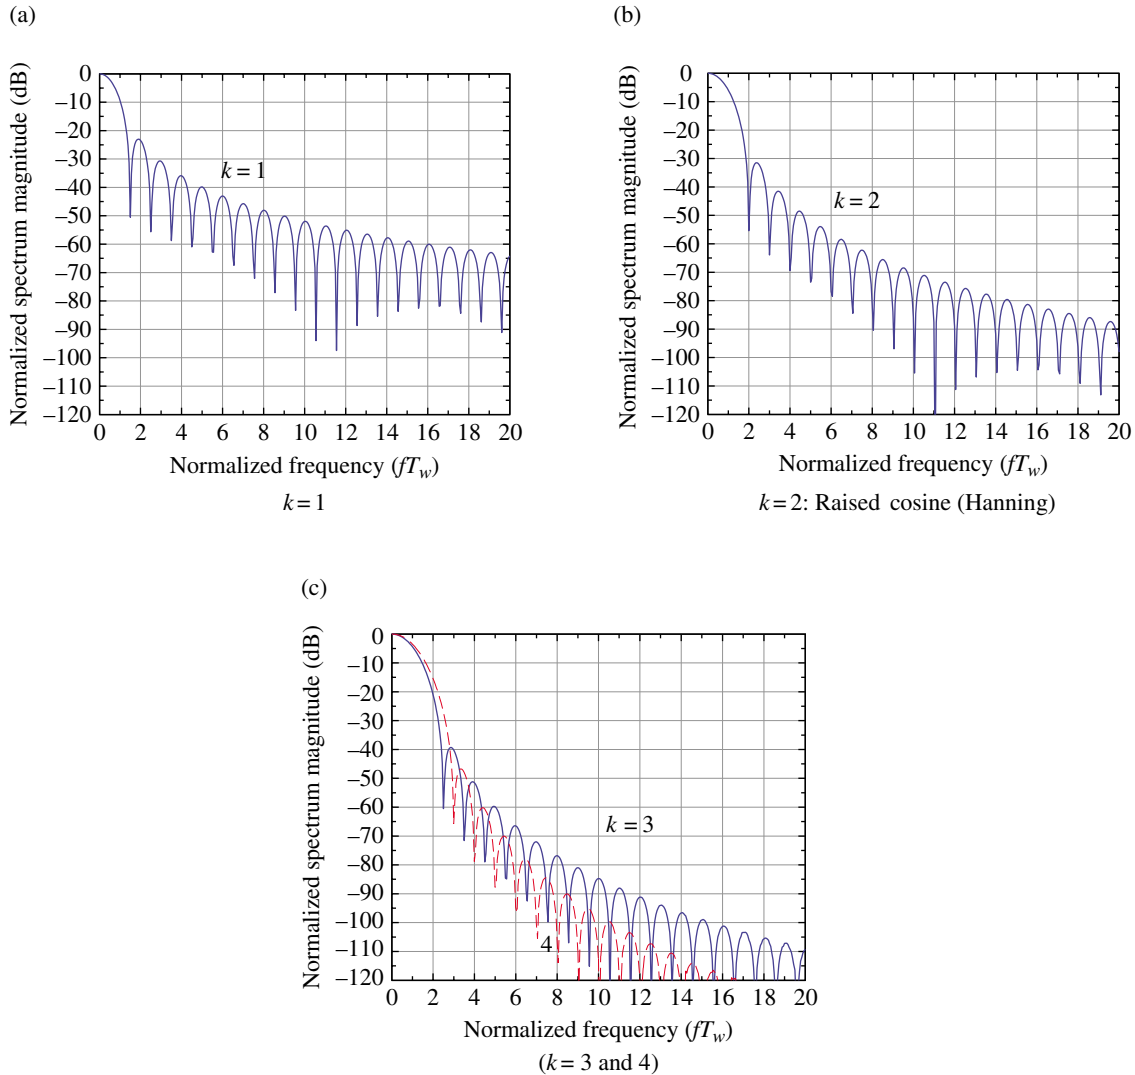 (a)
Normalized spectrum magnitude (dB)
0
–10
–20
–30
–40
–50
–60
–70
–80
–90
–100
–110
–120
k = 1
0 2 4 6 8 10 12 14 16 18 20
Normalized frequency (fT_w)
k = 1
(b)
Normalized spectrum magnitude (dB)
0
–10
–20
–30
–40
–50
–60
–70
–80
–90
–100
–110
–120
k = 2
0 2 4 6 8 10 12 14 16 18 20
Normalized frequency (fT_w)
k = 2: Raised cosine (Hanning)
(c)
Normalized spectrum magnitude (dB)
0
–10
–20
–30
–40
–50
–60
–70
–80
–90
–100
–110
–120
k = 3
4
0 2 4 6 8 10 12 14 16 18 20
Normalized frequency (fT_w)
(k = 3 and 4)